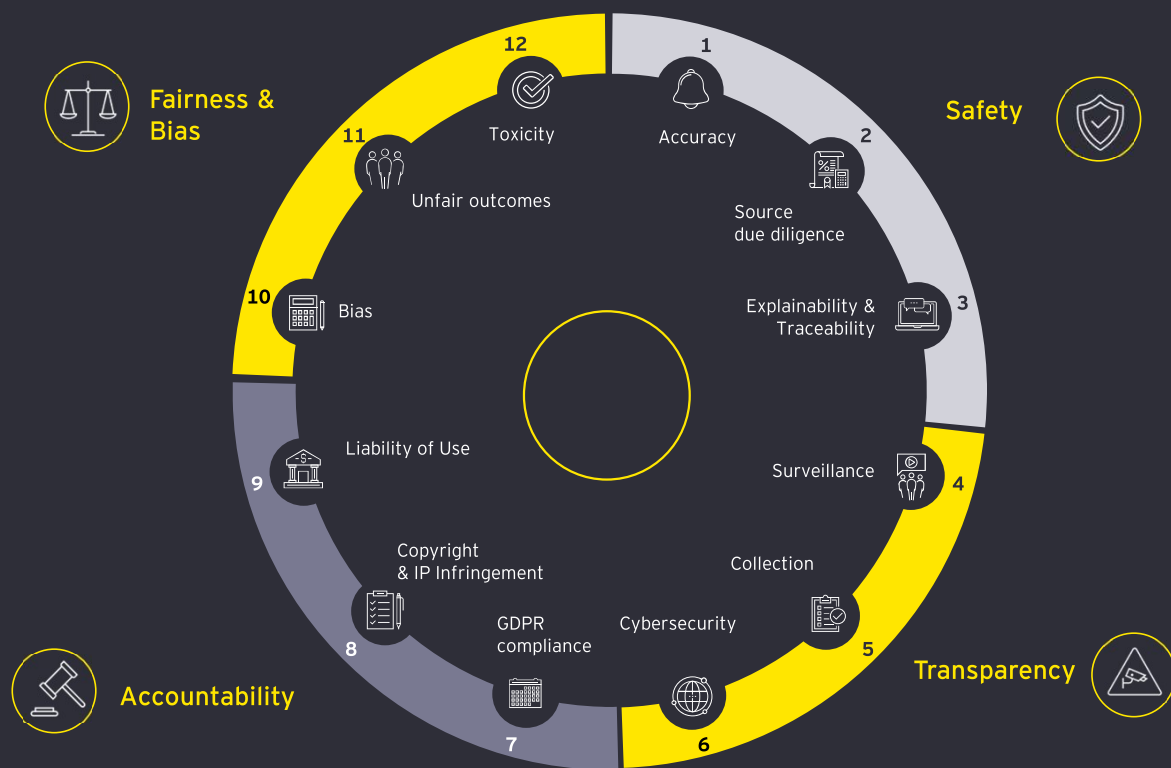 Fairness &
Bias
Safety
12
Toxicity
1
Accuracy
11
Unfair outcomes
2
Source
due diligence
10
Bias
3
Explainability &
Traceability
9
Liability of Use
4
Surveillance
8
Copyright
& IP Infringement
5
Collection
7
GDPR
compliance
6
Cybersecurity
Accountability
Transparency